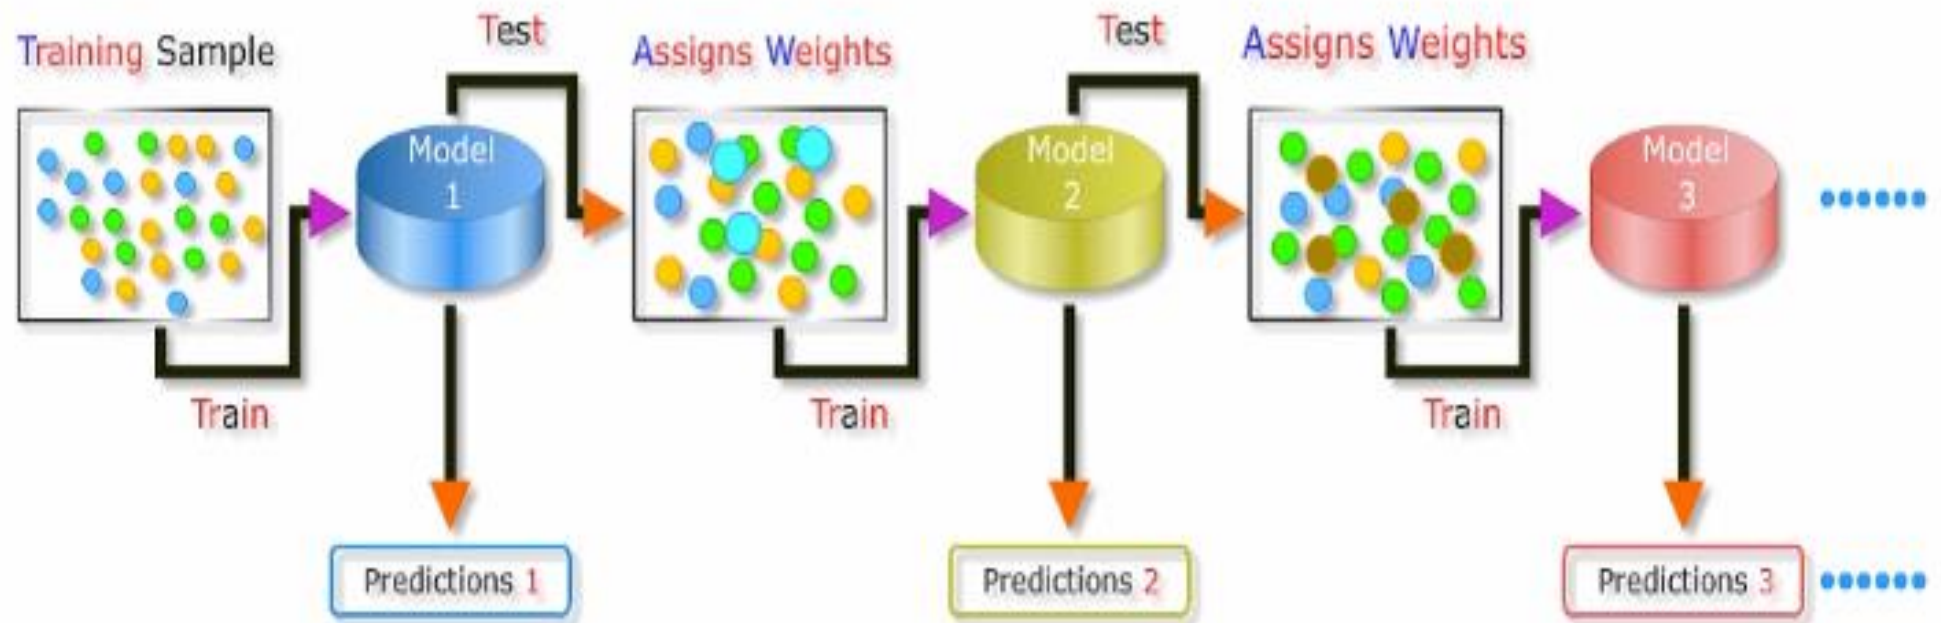 Training Sample
Test
Assigns Weights
Test
Assigns Weights
Model
1
Model
2
Model
3
Train
Train
Train
Predictions 1
Predictions 2
Predictions 3